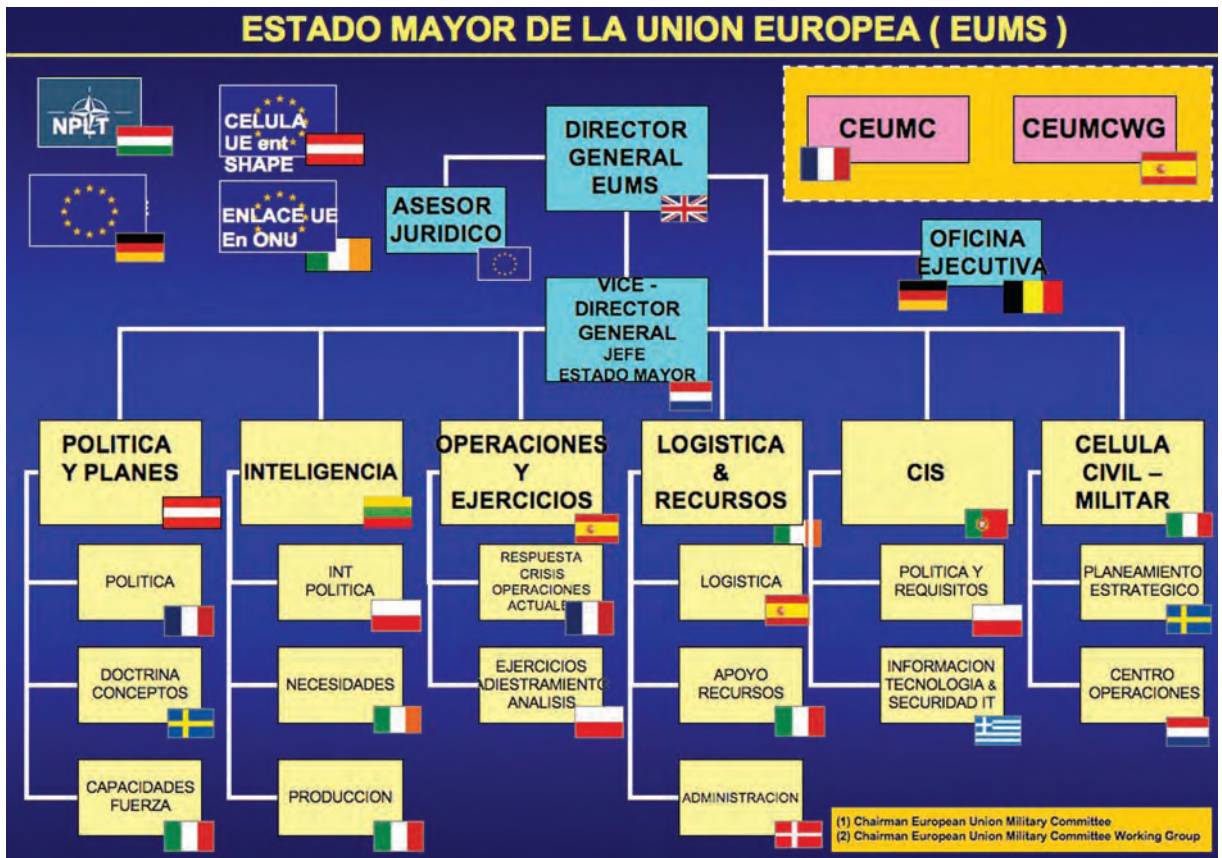 ESTADO MAYOR DE LA UNION EUROPEA ( EUMS )
NPLT
CELULA
UE ent
SHAPE
ENLACE UE
En ONU
ASESOR
JURIDICO
DIRECTOR
GENERAL
EUMS
CEUMC
CEUMCWG
OFICINA
EJECUTIVA
VICE -
DIRECTOR
GENERAL
JEFE
ESTADO MAYOR
POLITICA
Y PLANES
INTELIGENCIA
OPERACIONES
Y
EJERCICIOS
LOGISTICA
&
RECURSOS
CIS
CELULA
CIVIL –
MILITAR
POLITICA
INT
POLITICA
RESPUESTA
CRISIS
OPERACIONES
LOGISTICA
POLITICA Y
REQUISITOS
PLANEAMIENTO
ESTRATEGICO
DOCTRINA
CONCEPTOS
NECESIDADES
EJERCICIOS
ADIESTRAMIENTO
ANALISIS
APOYO
RECURSOS
INFORMACION
TECNOLOGIA &
SECURIDAD IT
CENTRO
OPERACIONES
CAPACIDADES
FUERZA
PRODUCCION
ADMINISTRACION
(1) Chairman European Union Military Committee
(2) Chairman European Union Military Committee Working Group